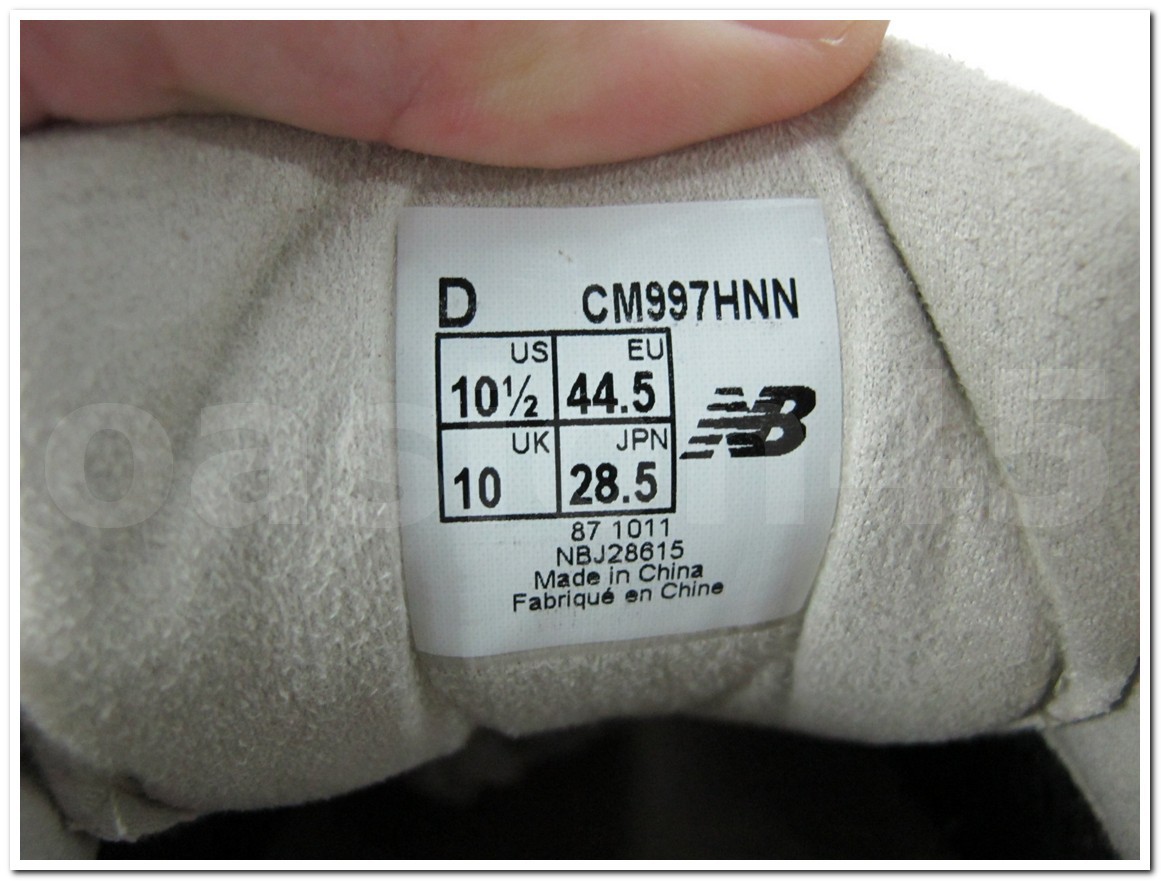 D CM997HNN
US EU
10½ 44.5
NB
UK JPN
10 28.5
87 1011
NBJ28615
Made in China
Fabriqué en Chine